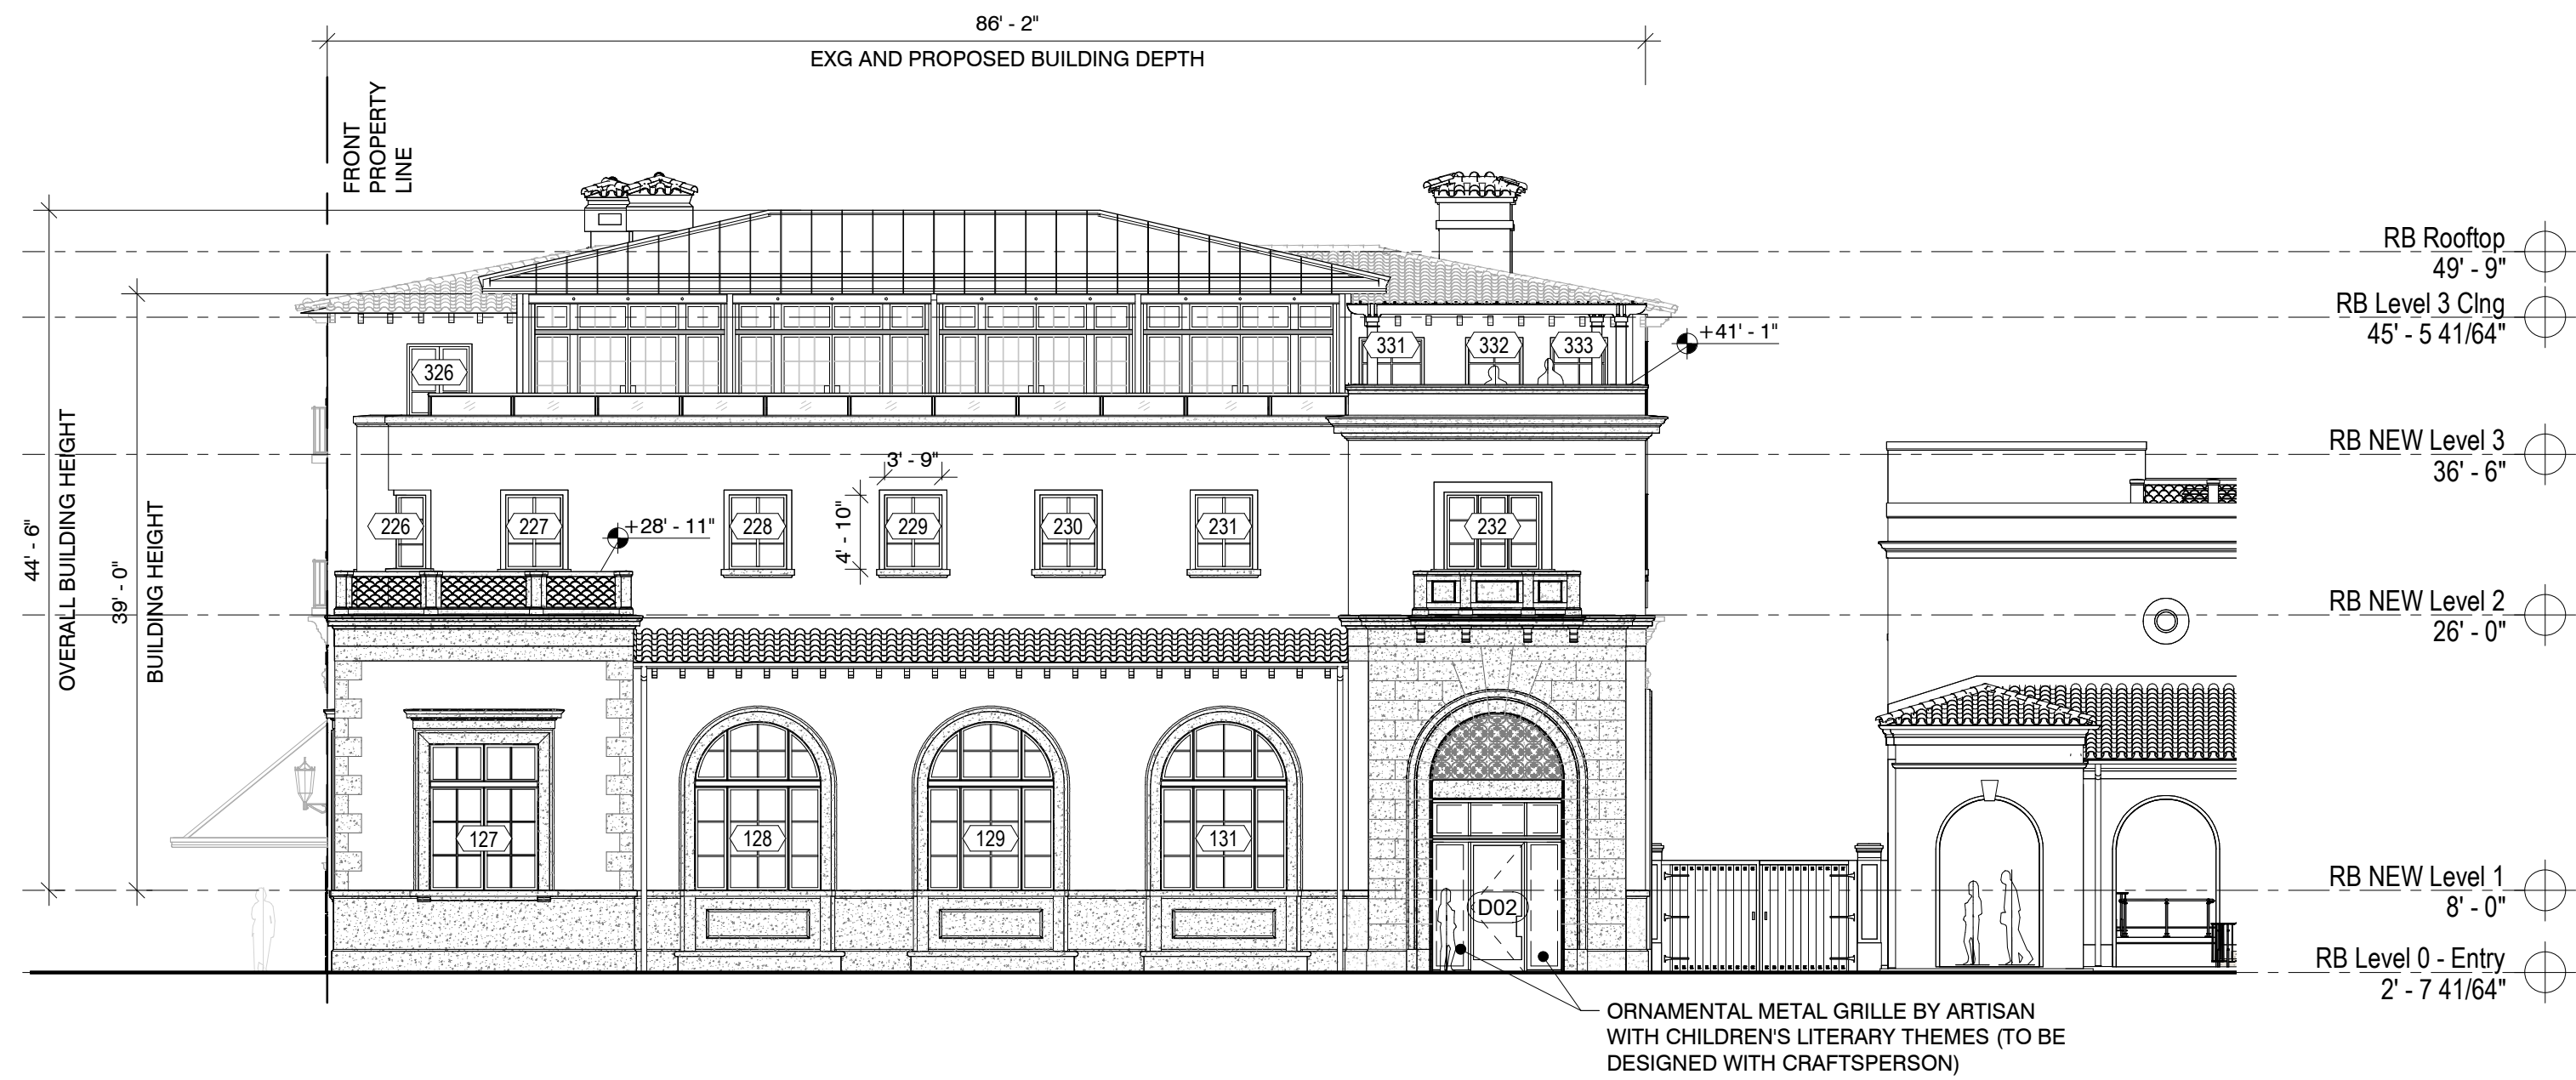 86' - 2"
EXG AND PROPOSED BUILDING DEPTH
FRONT
PROPERTY
LINE
RB Rooftop
49' - 9"
RB Level 3 Clng
45' - 5 41/64"
331
332
333
+41' - 1"
326
RB NEW Level 3
36' - 6"
3' - 9"
4' - 10"
226
227
+28' - 11"
228
229
230
231
232
44' - 6"
OVERALL BUILDING HEIGHT
39' - 0"
BUILDING HEIGHT
RB NEW Level 2
26' - 0"
127
128
129
131
D02
RB NEW Level 1
8' - 0"
RB Level 0 - Entry
2' - 7 41/64"
ORNAMENTAL METAL GRILLE BY ARTISAN
WITH CHILDREN'S LITERARY THEMES (TO BE
DESIGNED WITH CRAFTSPERSON)